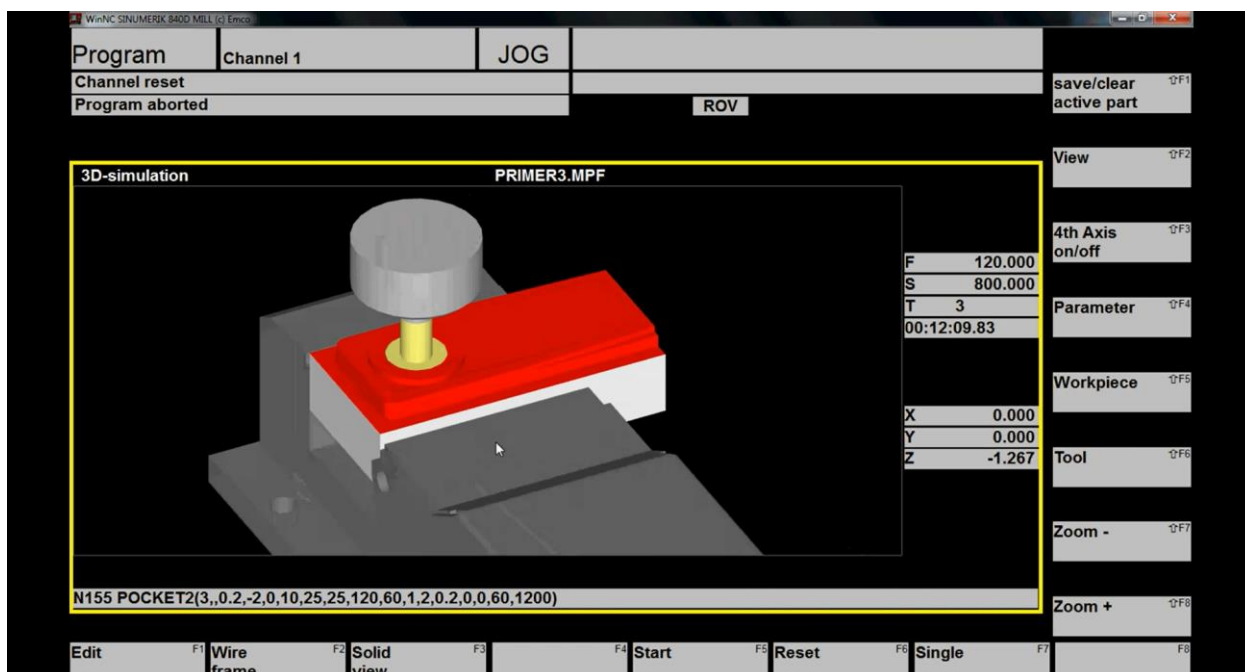 WinNC SINUMERIK 840D MILL (c) Emco
Program
Channel 1
JOG
Channel reset
Program aborted
ROV
save/clear
active part
⇧F1
View
⇧F2
4th Axis
on/off
⇧F3
Parameter
⇧F4
Workpiece
⇧F5
Tool
⇧F6
Zoom -
⇧F7
Zoom +
⇧F8
3D-simulation
PRIMER3.MPF
F 120.000
S 800.000
T 3
00:12:09.83
X 0.000
Y 0.000
Z -1.267
N155 POCKET2(3,,0.2,-2,0,10,25,25,120,60,1,2,0.2,0,0,60,1200)
Edit F1
Wire F2
frame
Solid F3
view
F4
Start F5
Reset F6
Single F7
F8